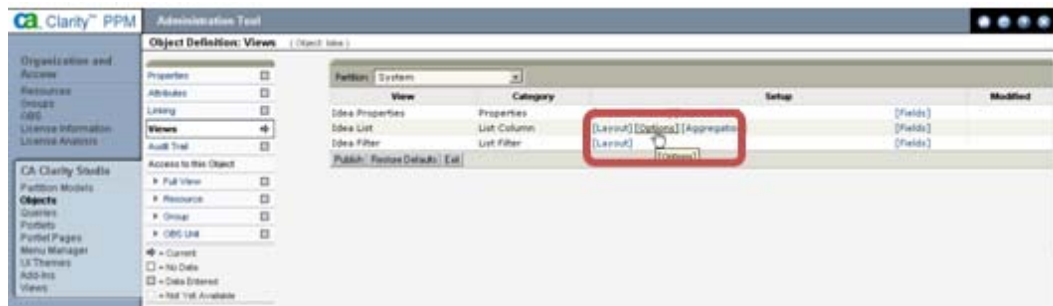 ca Clarity™ PPM
Administration Tool
Object Definition: Views ( Object: Idea )
Organization and Access
Resources
Groups
OBS
License Information
License Analysis
CA Clarity Studio
Partition Models
Objects
Queries
Portlets
Portlet Pages
Menu Manager
UI Themes
Add-Ins
Views
Properties
Attributes
Linking
Views
Audit Trail
Access to this Object
Full View
Resource
Group
OBS Unit
= Current
= No Data
= Data Entered
= Not Yet Available
Partition: System
View Category Setup Modified
Idea Properties Properties [Fields]
Idea List List Column [Layout] [Options] [Aggregation [Fields]
Idea Filter List Filter [Layout] [Fields]
[Options]
Publish Restore Defaults Exit